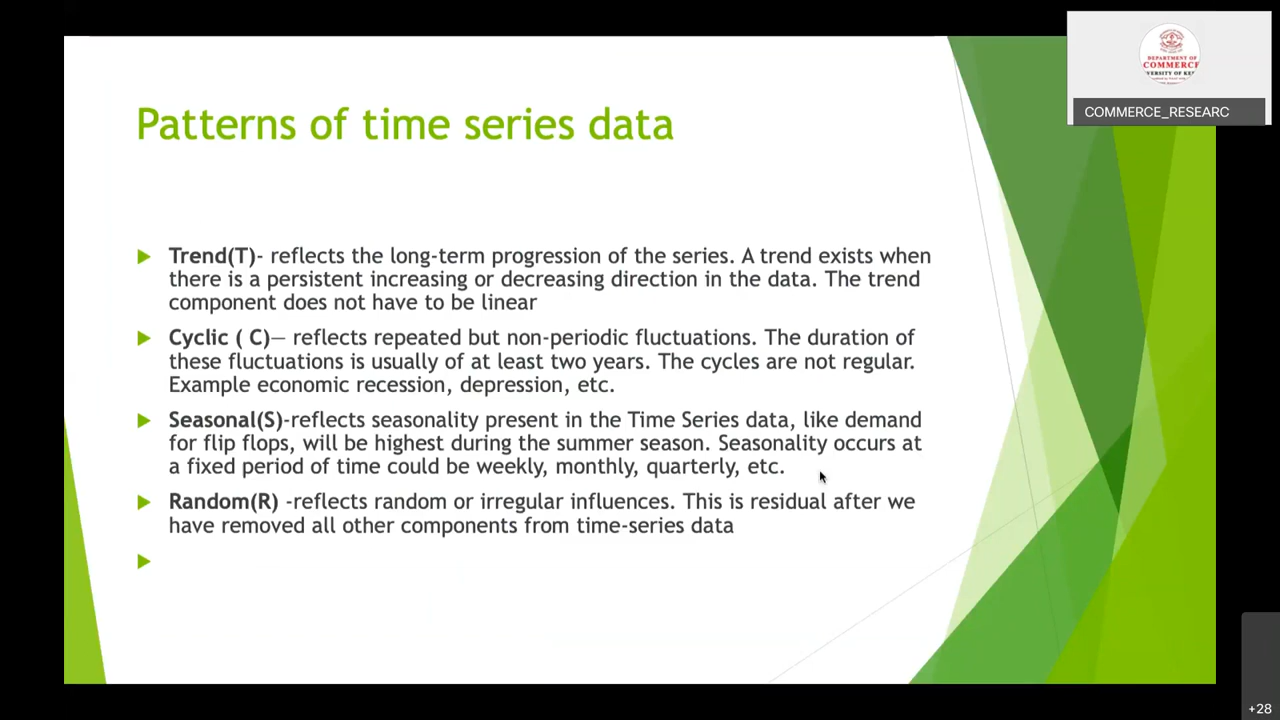 Patterns of time series data
Trend(T)- reflects the long-term progression of the series. A trend exists when
there is a persistent increasing or decreasing direction in the data. The trend
component does not have to be linear
Cyclic ( C)— reflects repeated but non-periodic fluctuations. The duration of
these fluctuations is usually of at least two years. The cycles are not regular.
Example economic recession, depression, etc.
Seasonal(S)-reflects seasonality present in the Time Series data, like demand
for flip flops, will be highest during the summer season. Seasonality occurs at
a fixed period of time could be weekly, monthly, quarterly, etc.
Random(R) -reflects random or irregular influences. This is residual after we
have removed all other components from time-series data
DEPARTMENT OF
COMMERCE
COMMERCE_RESEARC
+28